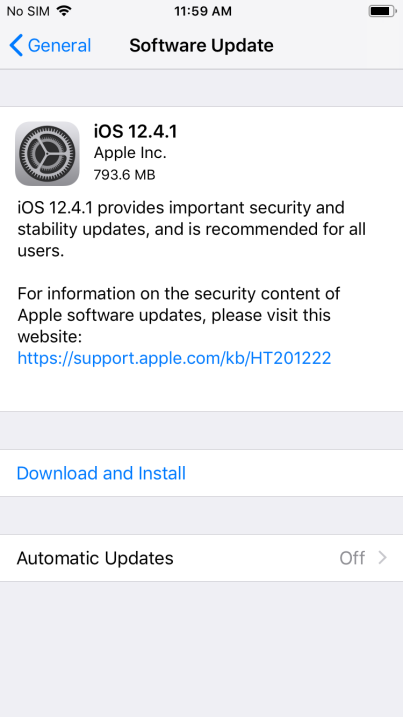 No SIM 11:59 AM
General Software Update
iOS 12.4.1
Apple Inc.
793.6 MB
iOS 12.4.1 provides important security and
stability updates, and is recommended for all
users.
For information on the security content of
Apple software updates, please visit this
website:
https://support.apple.com/kb/HT201222
Download and Install
Automatic Updates Off